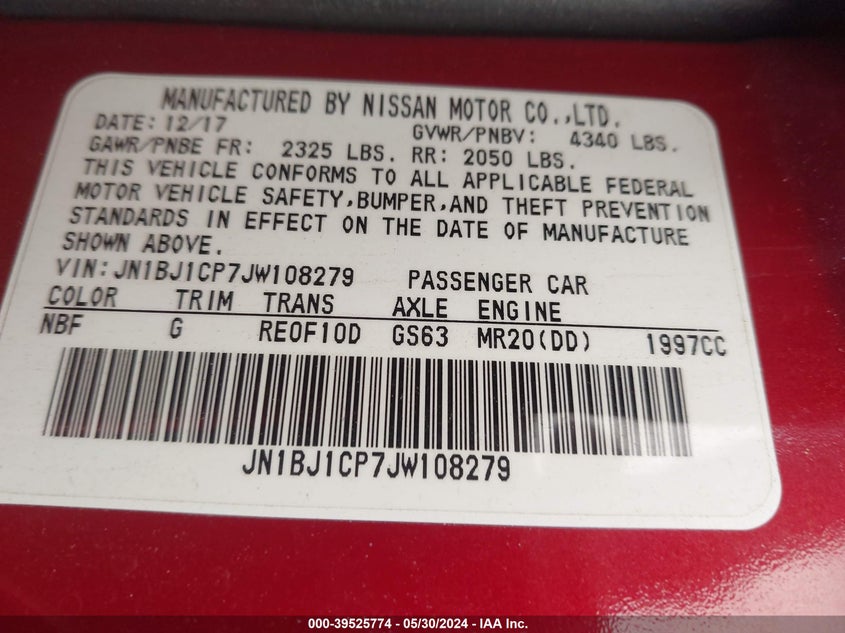 MANUFACTURED BY NISSAN MOTOR CO.,LTD.
DATE: 12/17 GVWR/PNBV: 4340 LBS.
GAWR/PNBE FR: 2325 LBS. RR: 2050 LBS.
THIS VEHICLE CONFORMS TO ALL APPLICABLE FEDERAL
MOTOR VEHICLE SAFETY,BUMPER,AND THEFT PREVENTION
STANDARDS IN EFFECT ON THE DATE OF MANUFACTURE
SHOWN ABOVE.
VIN: JN1BJ1CP7JW108279 PASSENGER CAR
COLOR TRIM TRANS AXLE ENGINE
NBF G RE0F10D GS63 MR20(DD) 1997CC
JN1BJ1CP7JW108279
000-39525774 - 05/30/2024 - IAA Inc.